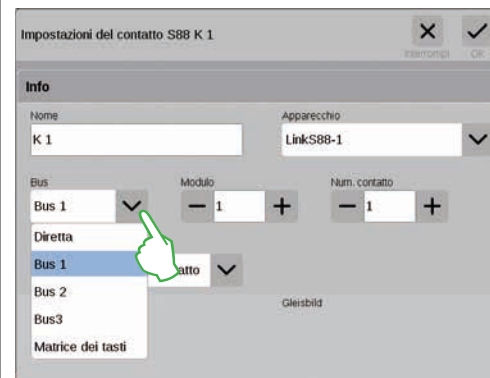 Impostazioni del contatto S88 K 1
Interrompi
OK
Info
Nome
Apparecchio
K 1
LinkS88-1
Bus
Modulo
Num. contatto
Bus 1
1
1
Diretta
Bus 1
atto
Bus 2
Gleisbild
Bus3
Matrice dei tasti